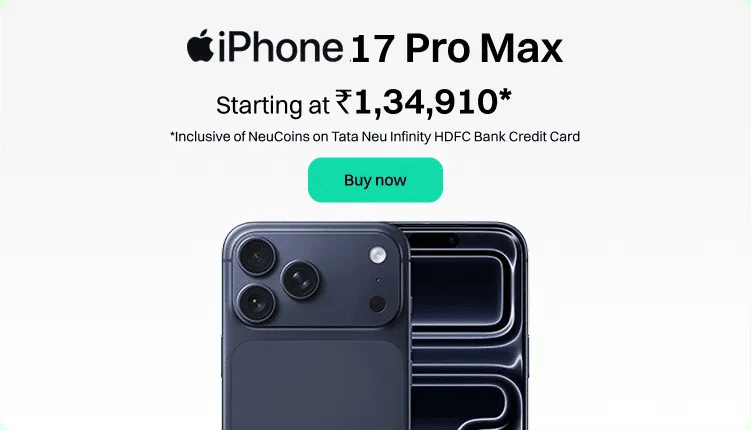 iPhone 17 Pro Max
Starting at ₹1,34,910*
*Inclusive of NeuCoins on Tata Neu Infinity HDFC Bank Credit Card
Buy now